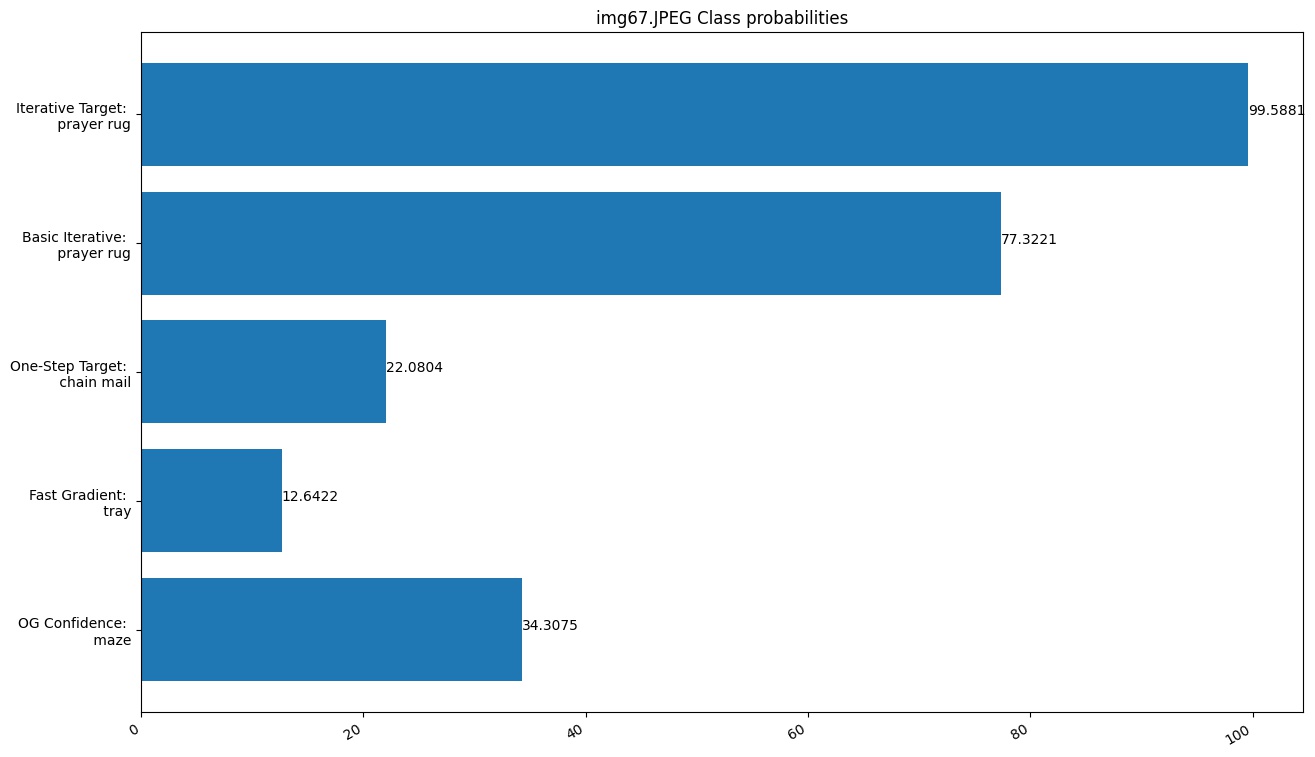 img67.JPEG Class probabilities
Iterative Target:
prayer rug
99.5881
Basic Iterative:
prayer rug
77.3221
One-Step Target:
chain mail
22.0804
Fast Gradient:
tray
12.6422
OG Confidence:
maze
34.3075
0
20
40
60
80
100